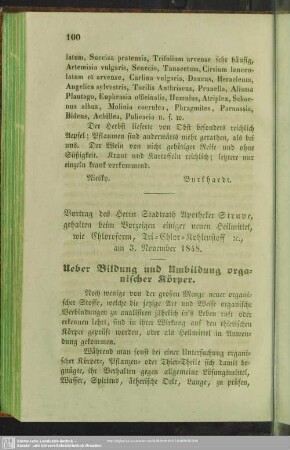 100
latum, Succisa pratensis, Trifolium arvense sehr häufig,
Artemisia vulgaris, Senecio, Tanacetum, Cirsium lanceo-
latum et arvense, Carlina vulgaris, Daucus, Heracleum,
Angelica sylvestris, Torilis Anthriscus, Prunella, Alisma
Plantago, Euphrasia officinalis, Humulus, Atriplex, Schoe-
nus albus, Molinia coerulea, Phragmites, Parnassia,
Bidens, Achillea, Pulicaria u. s. w.
Der Herbst lieferte von Obst besonders reichlich
Aepfel; Pflaumen sind anderwärts mehr gerathen, als bei
uns. Der Wein von nicht gehöriger Reife und ohne
Süßigkeit. Kraut und Kartoffeln reichlich; letztere nur
einzeln krank vorkommend.
Niesky. Burkhardt.
Vortrag des Herrn Stadtrath Apotheker Struve,
gehalten beim Vorzeigen einiger neuen Heilmittel,
wie Chloroform, Tri-Chlor-Kohlenstoff ꝛc.,
am 3. November 1848.
Ueber Bildung und Umbildung orga-
nischer Körper.
Noch wenige von der großen Menge neuer organi-
scher Stoffe, welche die jetzige Art und Weise organische
Verbindungen zu analisiren jährlich in's Leben ruft oder
erkennen lehrt, sind in ihrer Wirkung auf den thierischen
Körper geprüft worden, oder als Heilmittel in Anwen-
dung gekommen.
Während man sonst bei einer Untersuchung organi-
scher Körper, Pflanzen- oder Thier-Theile sich damit be-
gnügte, ihr Verhalten gegen allgemeine Lösungsmittel,
Wasser, Spiritus, ätherische Oele, Lauge, zu prüfen,